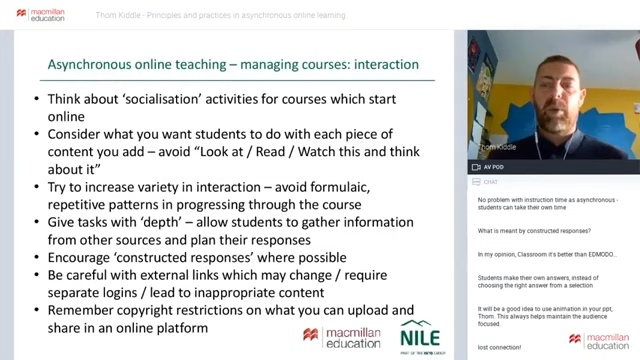 macmillan
education
Thom Kiddle - Principles and practices in asynchronous online learning
Asynchronous online teaching – managing courses: interaction
• Think about ‘socialisation’ activities for courses which start
online
• Consider what you want students to do with each piece of
content you add – avoid “Look at / Read / Watch this and think
about it”
• Try to increase variety in interaction – avoid formulaic,
repetitive patterns in progressing through the course
• Give tasks with ‘depth’ – allow students to gather information
from other sources and plan their responses
• Encourage ‘constructed responses’ where possible
• Be careful with external links which may change / require
separate logins / lead to inappropriate content
• Remember copyright restrictions on what you can upload and
share in an online platform
macmillan
education
NILE
Thom Kiddle
AV POD
CHAT
No problem with instruction time as asynchronous -
students can take their own time
What is meant by constructed responses?
In my opinion, Classroom it's better than EDMODO...
Students make their own answers, instead of
choosing the right answer from a selection
It will be a good idea to use animation in your ppt,
Thom. This always helps maintain the audience
focused.
lost connection!
macmillan
education